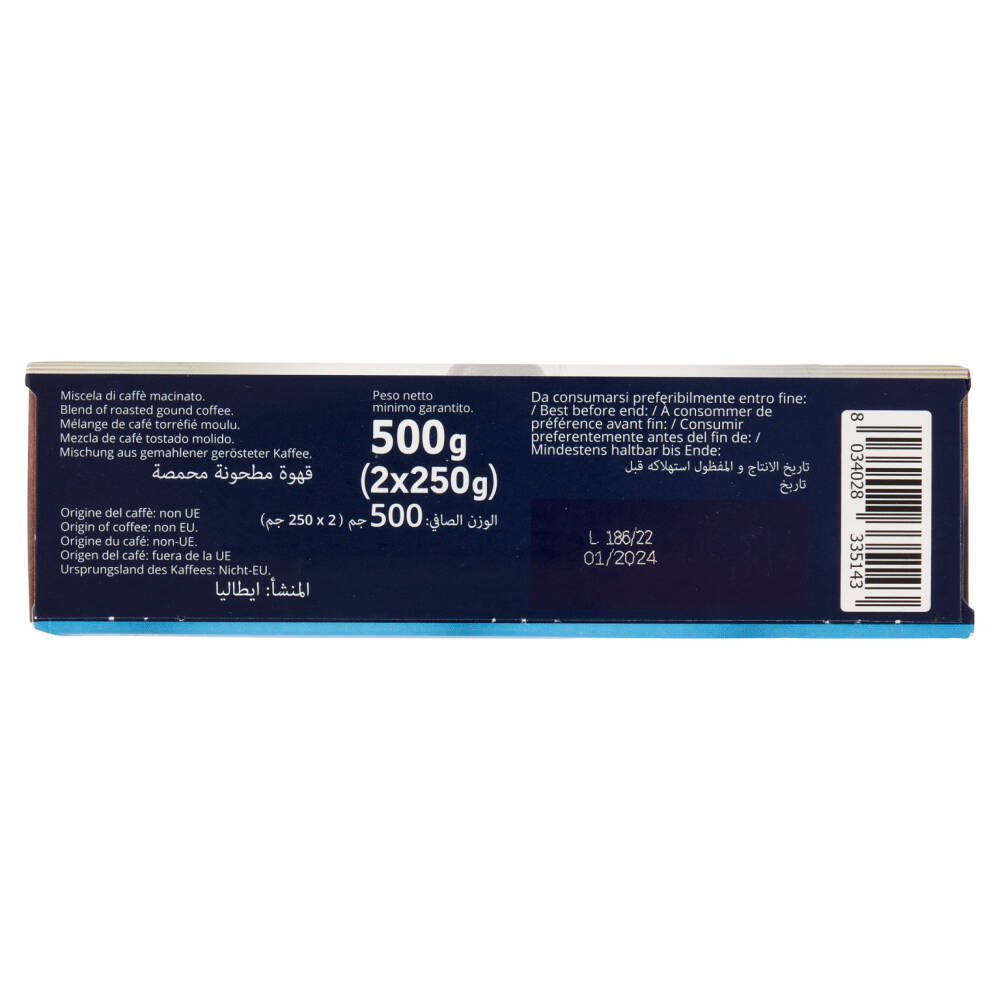 Miscela di caffè macinato.
Blend of roasted gound coffee.
Mélange de café torréfié moulu.
Mezcla de café tostado molido.
Mischung aus gemahlener gerösteter Kaffee.
قهوة مطحونة محمصة
Origine del caffè: non UE
Origin of coffee: non EU.
Origine du café: non-UE.
Origen del café: fuera de la UE
Ursprungsland des Kaffees: Nicht-EU.
المنشأ: ايطاليا
Peso netto
minimo garantito.
500g
(2x250g)
الوزن الصافي: 500 جم (2 x 250 جم)
Da consumarsi preferibilmente entro fine:
/ Best before end: / À consommer de
préférence avant fin: / Consumir
preferentemente antes del fin de: /
Mindestens haltbar bis Ende:
تاريخ الانتاج و المفظول استهلاكه قبل
تاريخ
L 186/22
01/2024
8 034028 335143